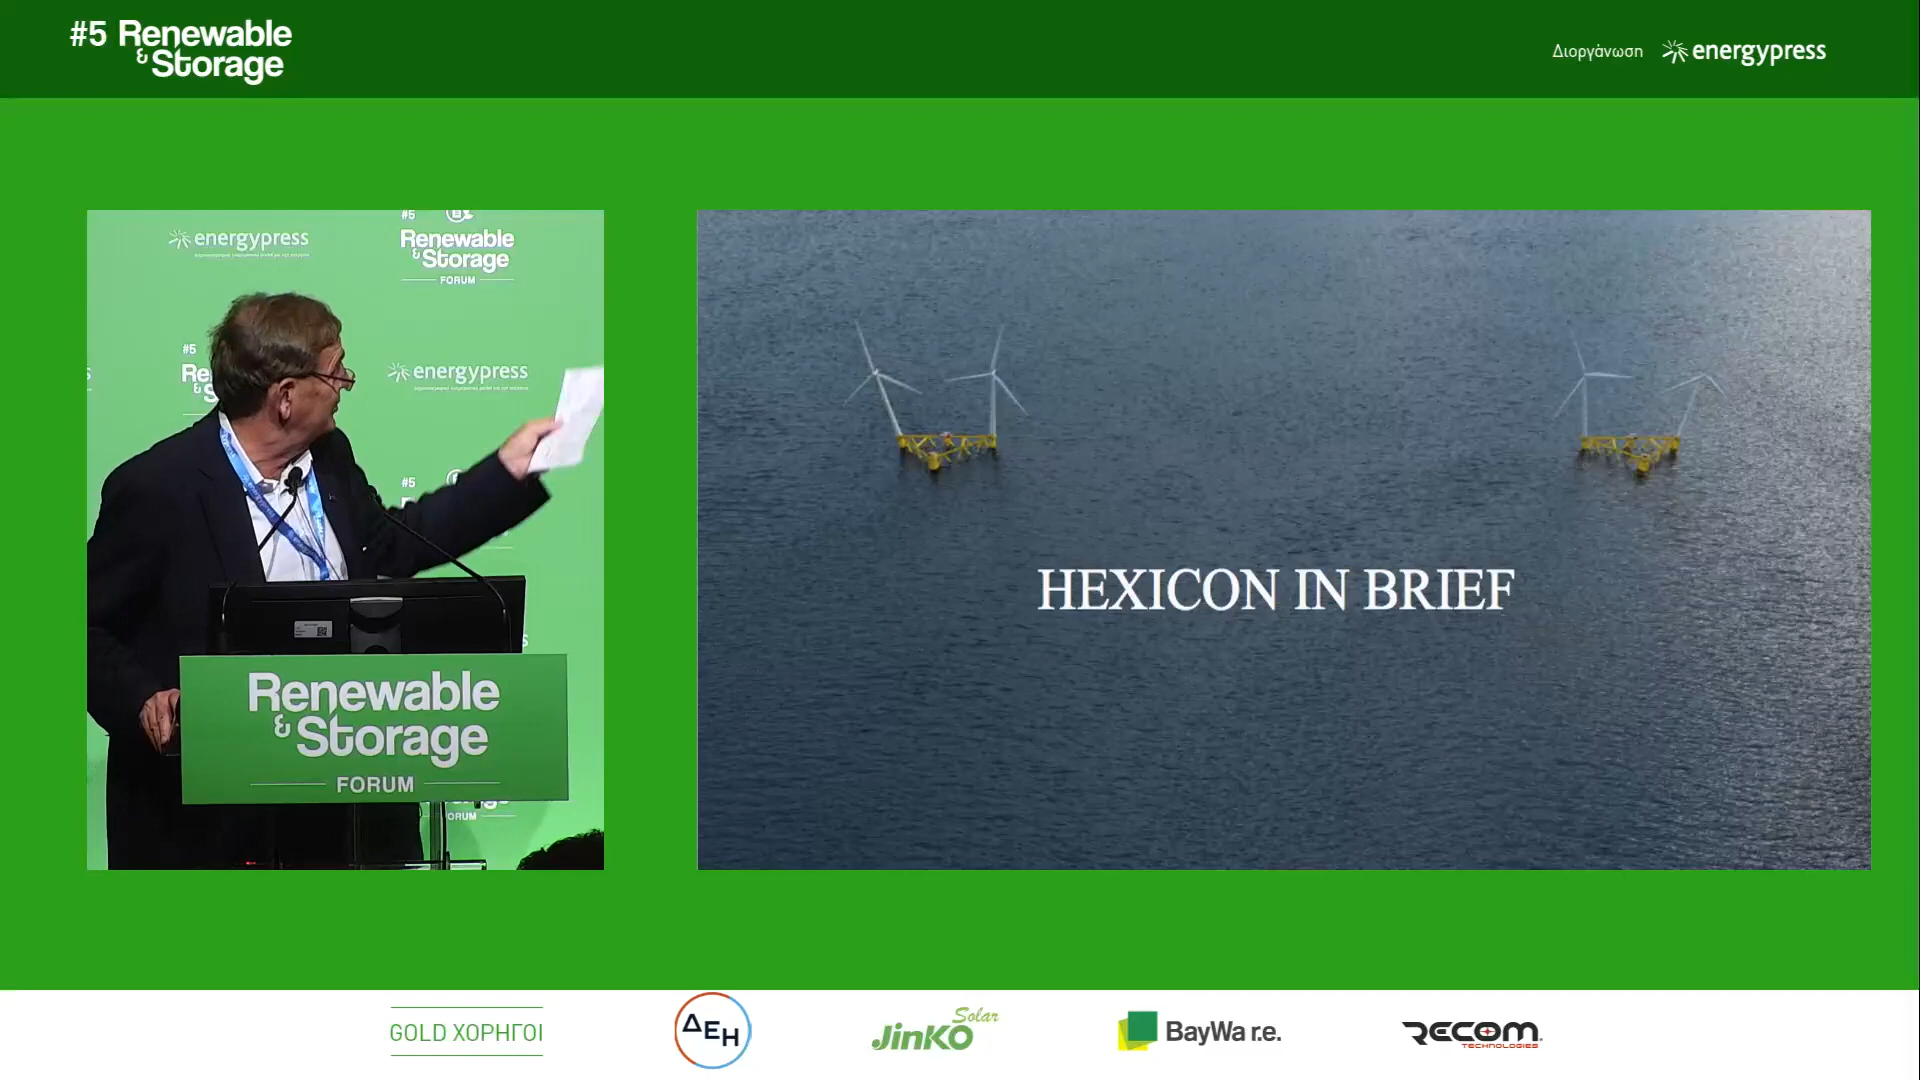 #5 Renewable
& Storage
Διοργάνωση energypress
energypress
#5
Renewable
& Storage
FORUM
#5
energypress
#5
HEXICON IN BRIEF
Renewable
& Storage
FORUM
GOLD ΧΟΡΗΓΟΙ
ΔΕΗ
JinKO Solar
BayWa r.e.
RECOM
TECHNOLOGIES